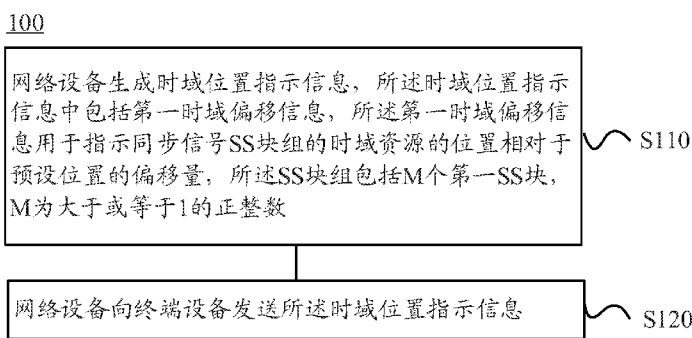 100
网络设备生成时域位置指示信息，所述时域位置指示
信息中包括第一时域偏移信息，所述第一时域偏移信
息用于指示同步信号SS块组的时域资源的位置相对于
预设位置的偏移量，所述SS块组包括M个第一SS块，
M为大于或等于1的正整数
S110
网络设备向终端设备发送所述时域位置指示信息
S120